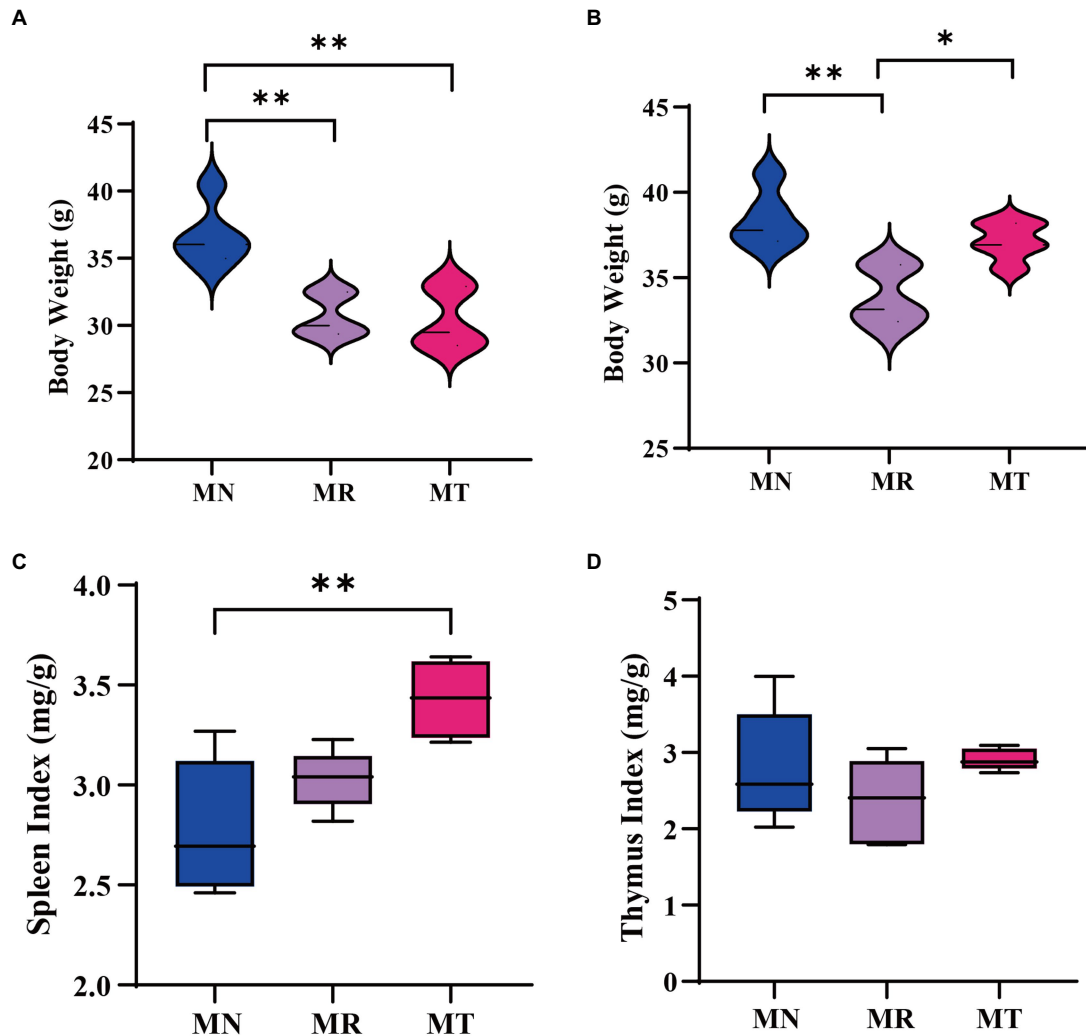 A
**
**
Body Weight (g)
45
40
35
30
25
20
MN
MR
MT
B
*
**
Body Weight (g)
45
40
35
30
25
MN
MR
MT
C
**
Spleen Index (mg/g)
4.0
3.5
3.0
2.5
2.0
MN
MR
MT
D
Thymus Index (mg/g)
5
4
3
2
1
0
MN
MR
MT